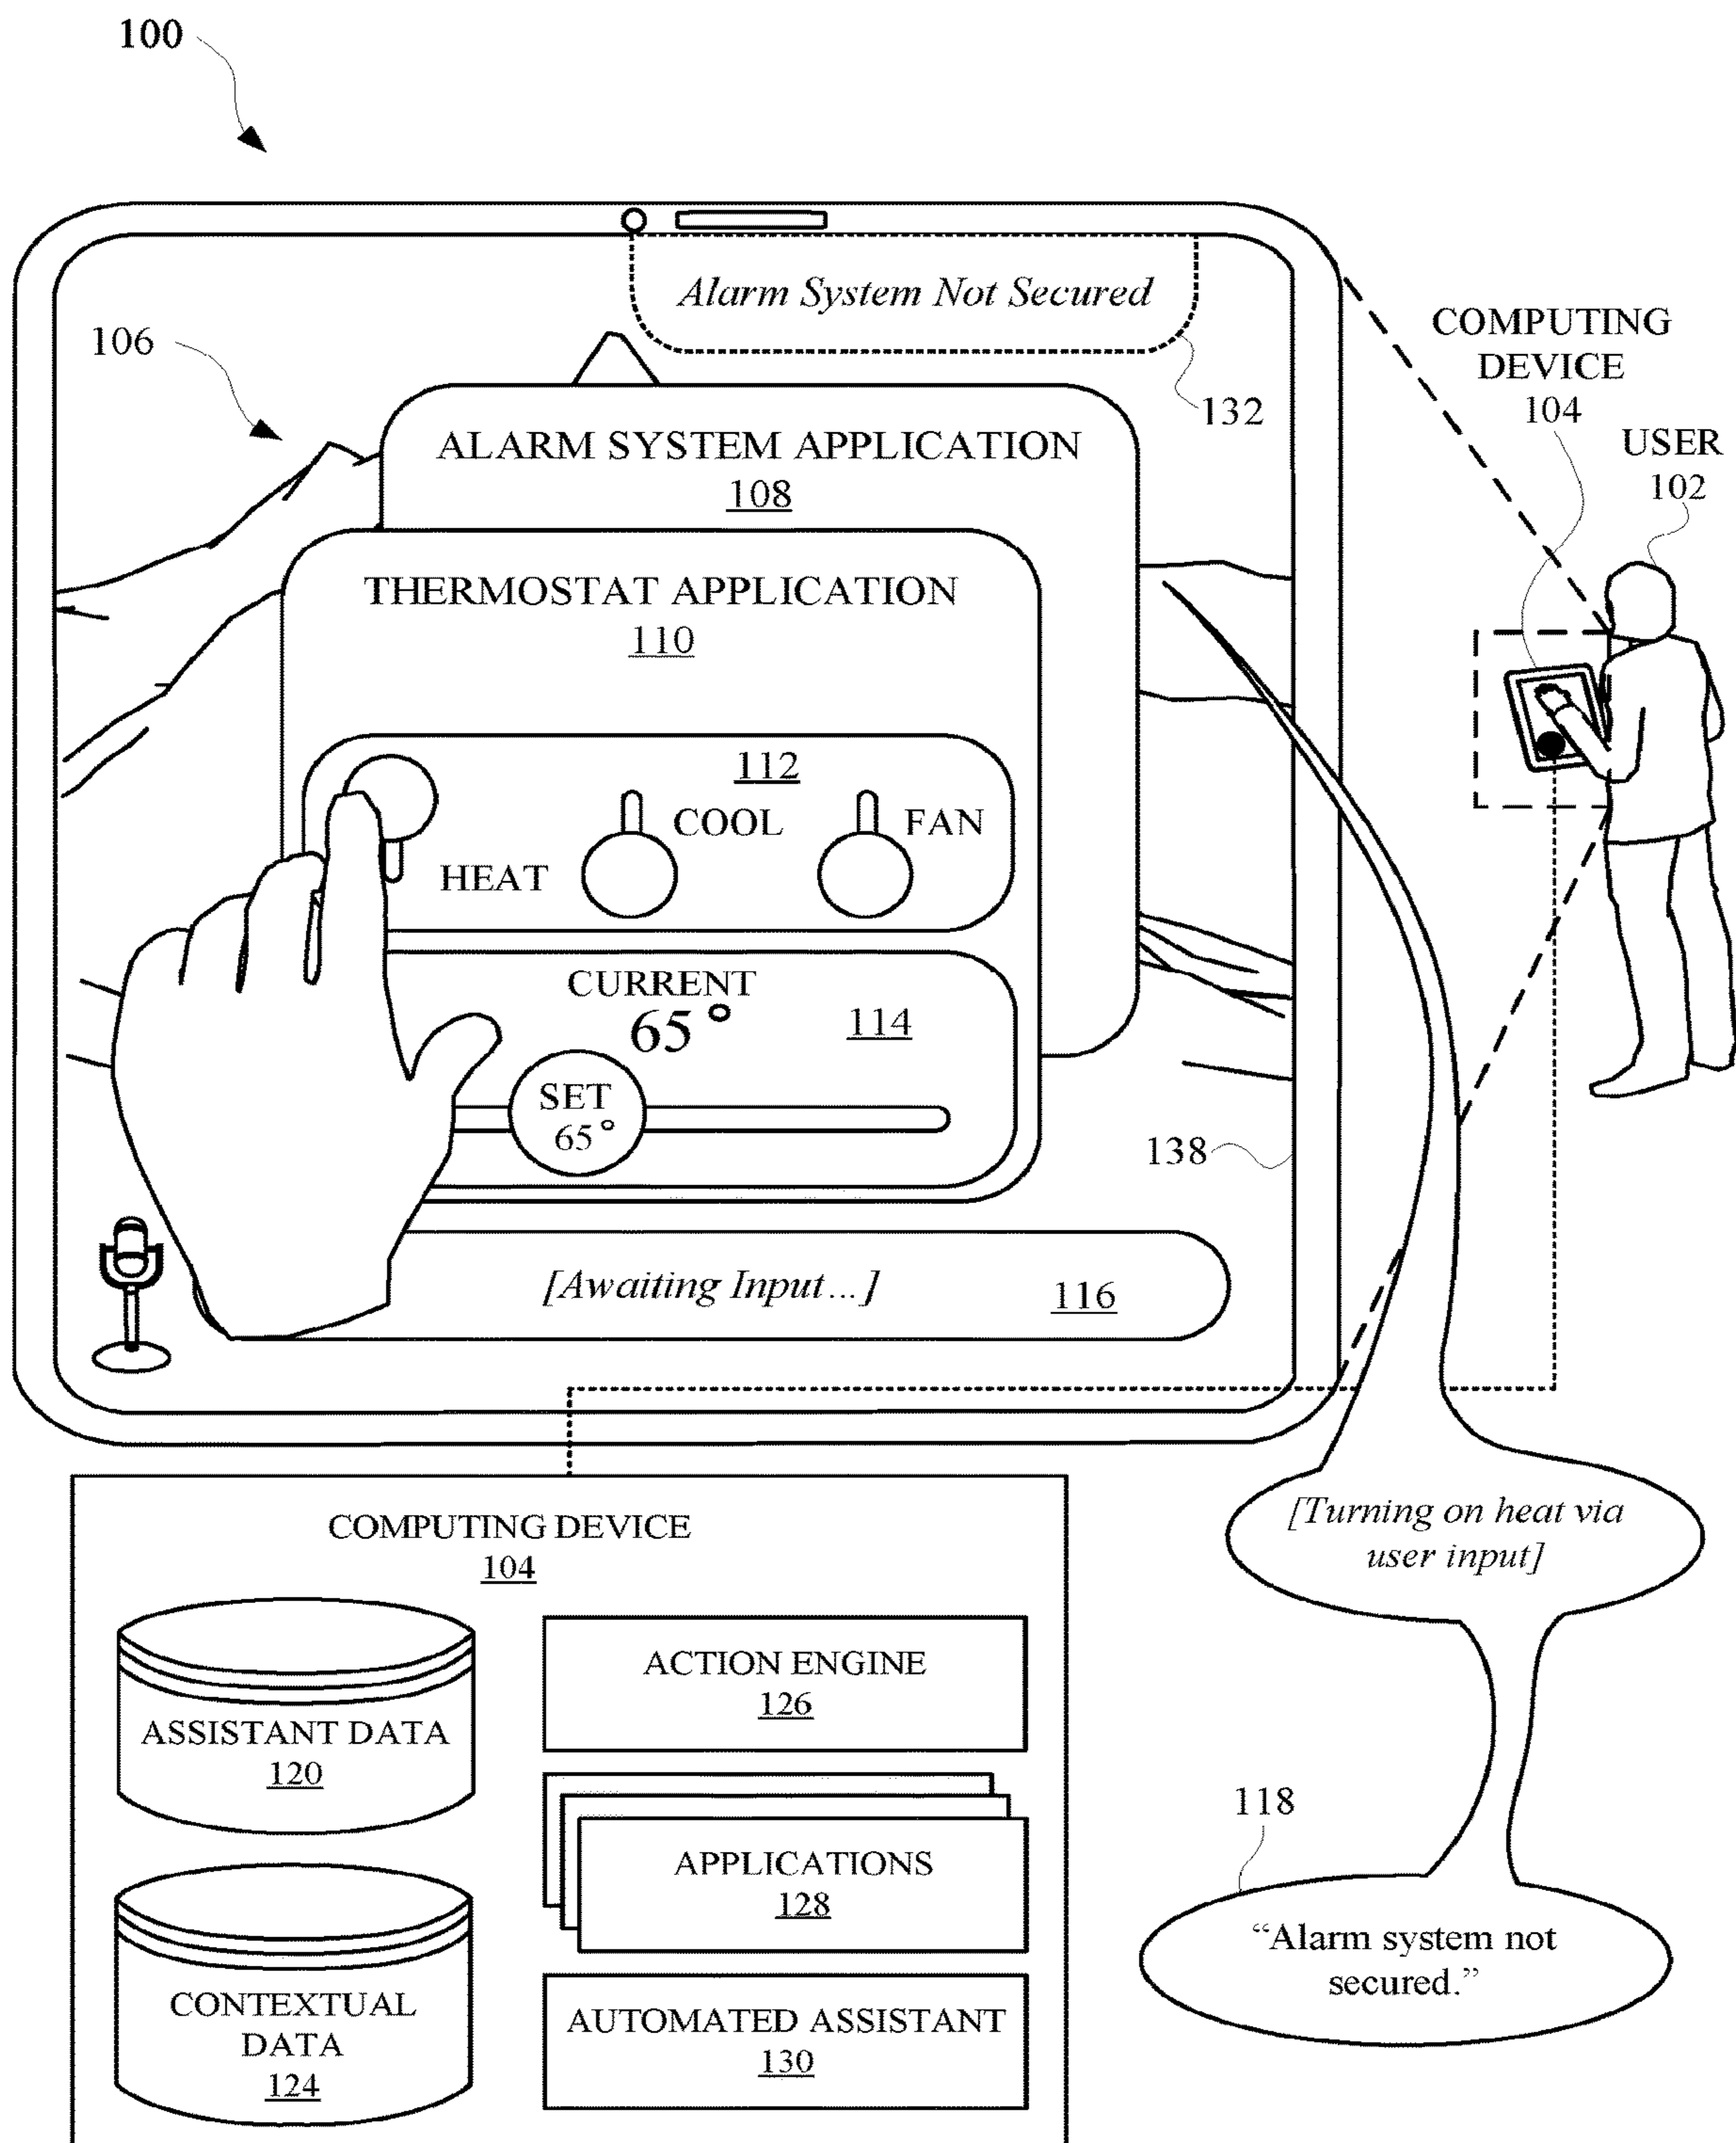 100
Alarm System Not Secured
106
132
COMPUTING
DEVICE
104
USER
102
ALARM SYSTEM APPLICATION
108
THERMOSTAT APPLICATION
110
112
HEAT
COOL
FAN
CURRENT
65°
114
SET
65°
138
[Awaiting Input...]
116
[Turning on heat via
user input]
118
“Alarm system not
secured.”
COMPUTING DEVICE
104
ASSISTANT DATA
120
CONTEXTUAL
DATA
124
ACTION ENGINE
126
APPLICATIONS
128
AUTOMATED ASSISTANT
130